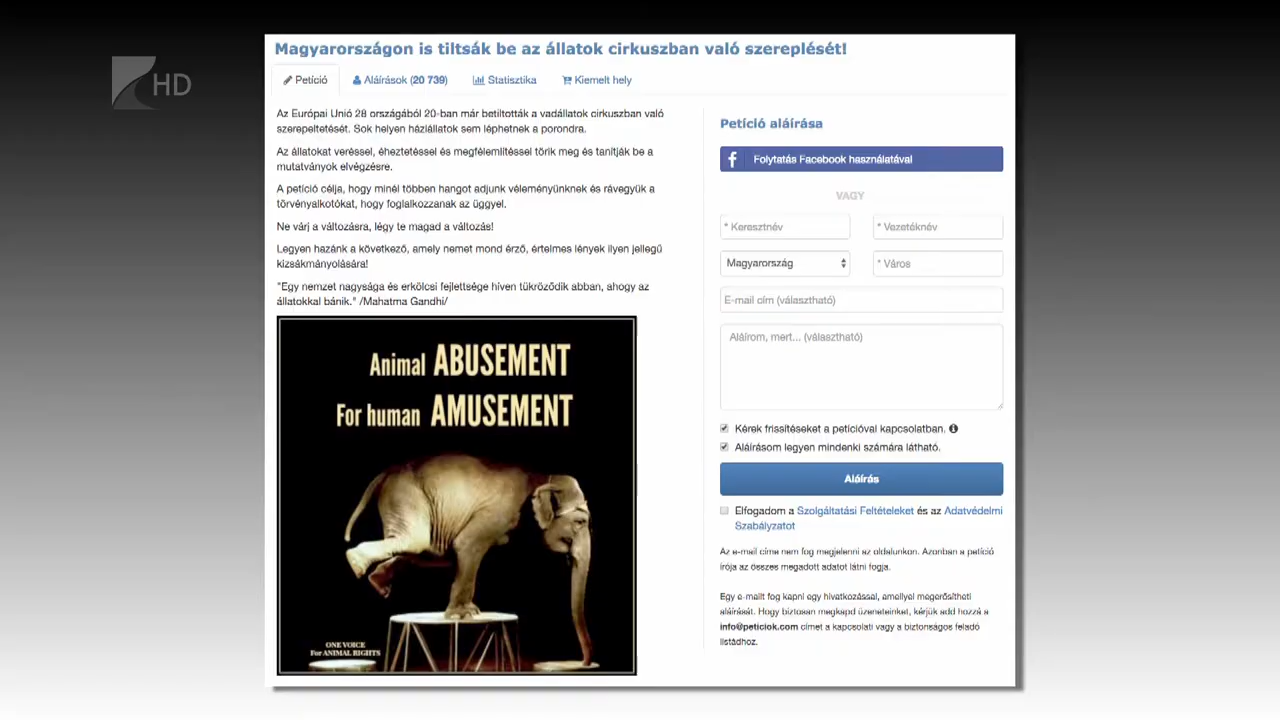 HD
Magyarországon is tiltsák be az állatok cirkuszban való szereplését!
Petíció
Aláírások (20 739)
Statisztika
Kiemelt hely
Az Európai Unió 28 országából 20-ban már betiltották a vadállatok cirkuszban való
szerepeltetését. Sok helyen háziállatok sem léphetnek a porondra.
Az állatokat veréssel, éheztetéssel és megfélemlítéssel törik meg és tanítják be a
mutatványok elvégzésre.
A petíció célja, hogy minél többen hangot adjunk véleményünknek és rávegyük a
törvényalkotókat, hogy foglalkozzanak az üggyel.
Ne várj a változásra, légy te magad a változás!
Legyen hazánk a következő, amely nemet mond érző, értelmes lények ilyen jellegű
kizsákmányolására!
"Egy nemzet nagysága és erkölcsi fejlettsége híven tükröződik abban, ahogy az
állatokkal bánik." /Mahatma Gandhi/
Animal ABUSEMENT
For human AMUSEMENT
ONE VOICE
For ANIMAL RIGHTS
Petíció aláírása
Folytatás Facebook használatával
VAGY
* Keresztnév
* Vezetéknév
Magyarország
* Város
E-mail cím (választható)
Aláírom, mert... (választható)
Kérek frissítéseket a petícióval kapcsolatban.
Aláírásom legyen mindenki számára látható.
Aláírás
Elfogadom a Szolgáltatási Feltételeket és az Adatvédelmi
Szabályzatot
Az e-mail címe nem fog megjelenni az oldalunkon. Azonban a petíció
írója az összes megadott adatot látni fogja.
Egy e-mailt fog kapni egy hivatkozással, amellyel megerősítheti
aláírását. Hogy biztosan megkapd üzeneteinket, kérjük add hozzá a
info@peticiok.com címet a kapcsolati vagy a biztonságos feladó
listádhoz.